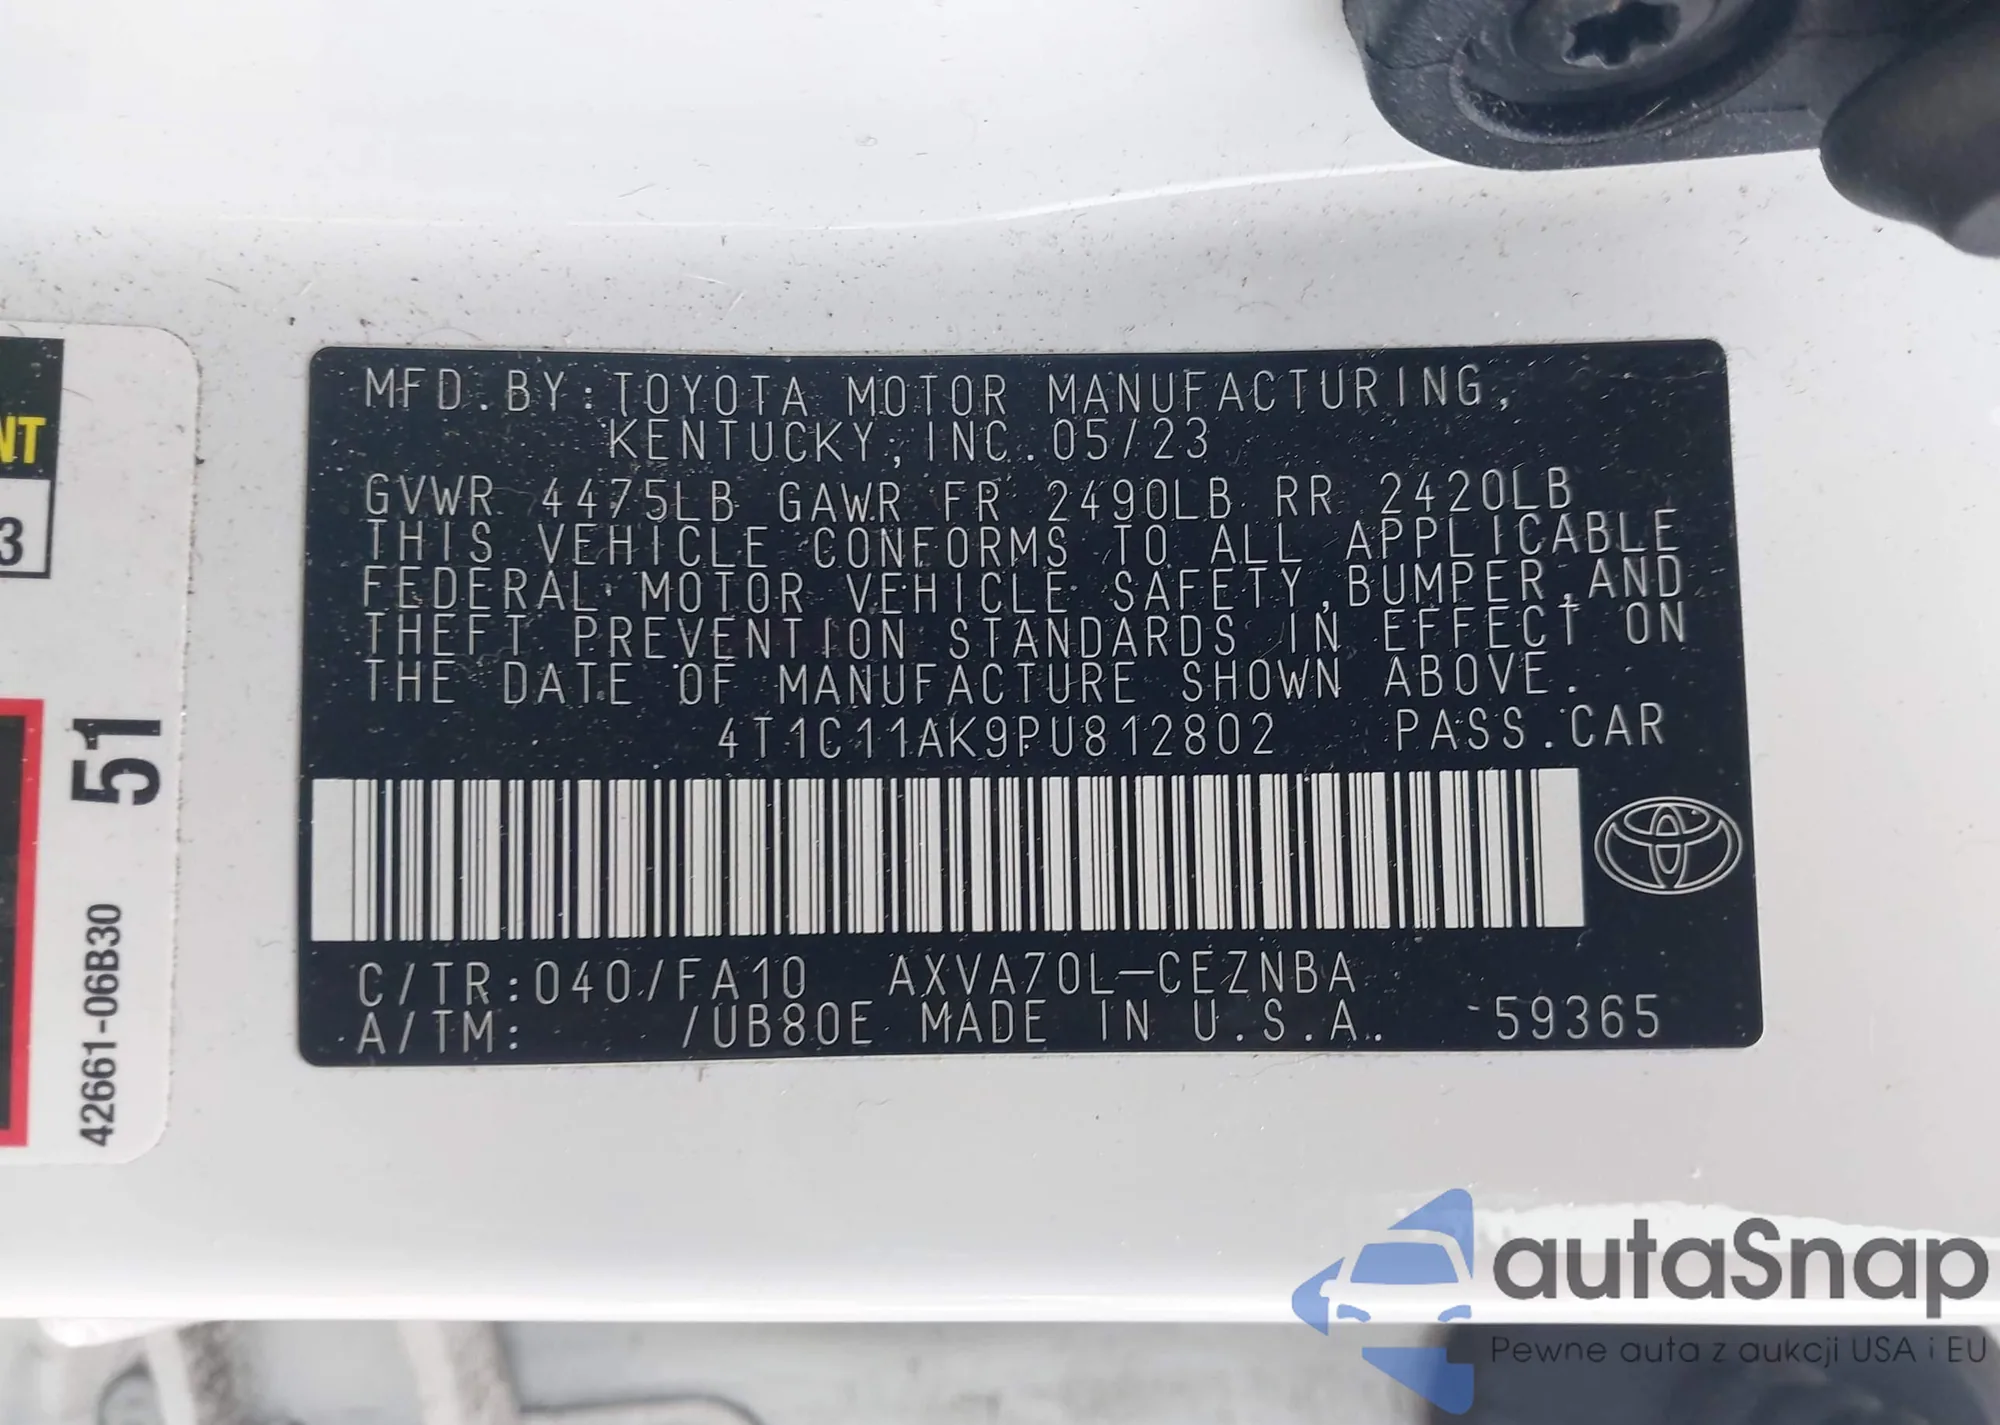 MFD. BY: TOYOTA MOTOR MANUFACTURING,
KENTUCKY, INC. 05/23
GVWR 4475LB GAWR FR 2490LB RR 2420LB
THIS VEHICLE CONFORMS TO ALL APPLICABLE
FEDERAL MOTOR VEHICLE SAFETY, BUMPER, AND
THEFT PREVENTION STANDARDS IN EFFECT ON
THE DATE OF MANUFACTURE SHOWN ABOVE.
4T1C11AK9PU812802 PASS. CAR
C/TR:040/FA10 AXVA70L-CEZNBA
A/TM: /UB80E MADE IN U.S.A. 59365
NT
3
51
42661-06B30
autaSnap
Pewne auta z aukcji USA i EU